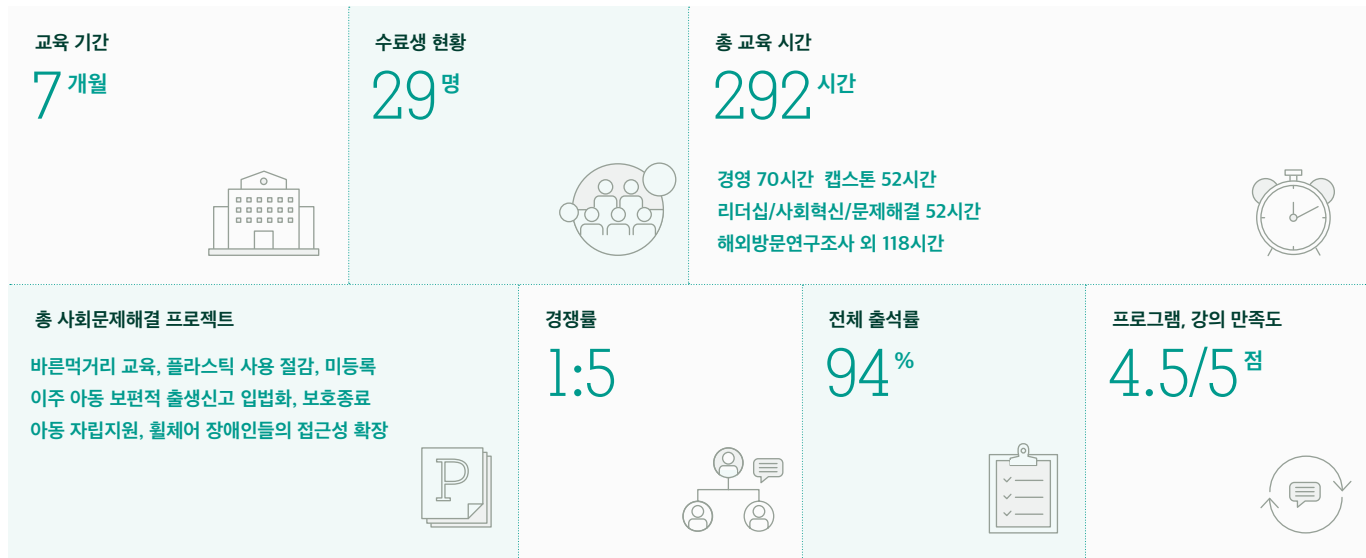 교육 기간
7개월
수료생 현황
29명
총 교육 시간
292시간
경영 70시간 캡스톤 52시간
리더십/사회혁신/문제해결 52시간
해외방문연구조사 외 118시간
총 사회문제해결 프로젝트
바른먹거리 교육, 플라스틱 사용 절감, 미등록
이주 아동 보편적 출생신고 입법화, 보호종료
아동 자립지원, 휠체어 장애인들의 접근성 확장
P
경쟁률
1:5
전체 출석률
94%
프로그램, 강의 만족도
4.5/5점